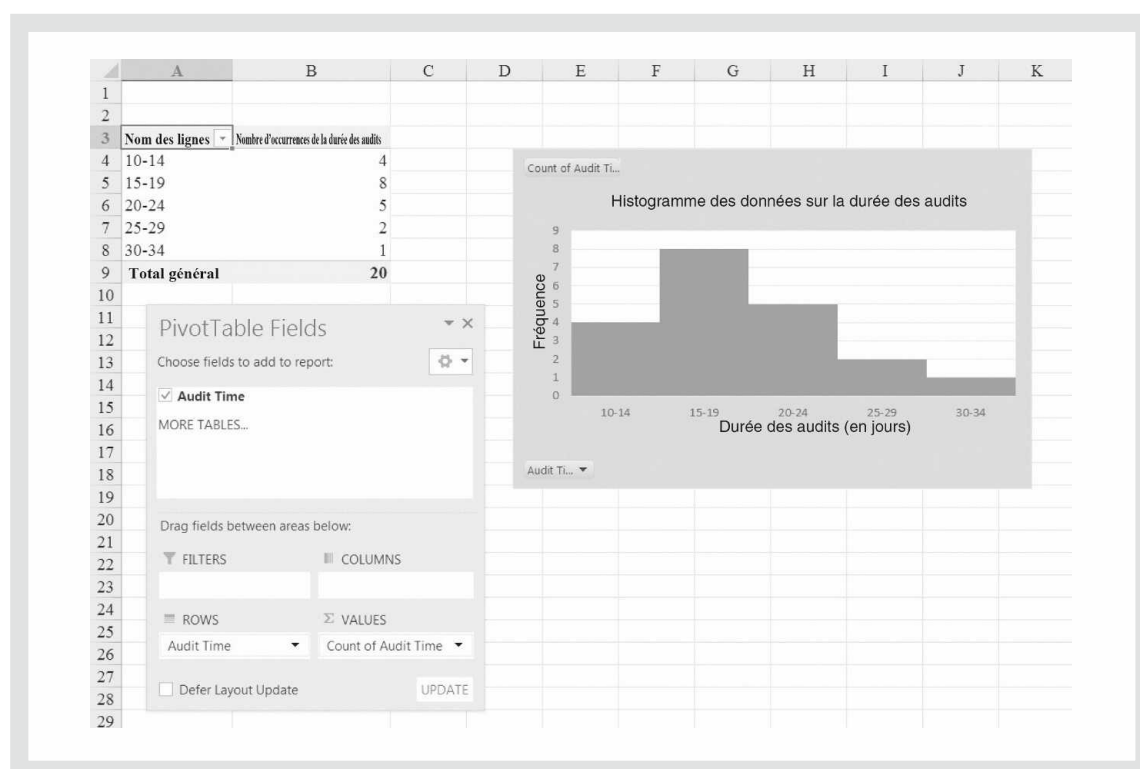 A B C D E F G H I J K
1
2
3 Nom des lignes Nombre d'occurrences de la durée des audits
4 10-14 4
5 15-19 8
6 20-24 5
7 25-29 2
8 30-34 1
9 Total général 20
10
11
12
13
14
15
16
17
18
19
20
21
22
23
24
25
26
27
28
29
PivotTable Fields
Choose fields to add to report:
Audit Time
MORE TABLES...
Drag fields between areas below:
FILTERS COLUMNS
ROWS Σ VALUES
Audit Time Count of Audit Time
Defer Layout Update UPDATE
Count of Audit Ti...
Histogramme des données sur la durée des audits
Fréquence
9
8
7
6
5
4
3
2
1
0
10-14 15-19 20-24 25-29 30-34
Durée des audits (en jours)
Audit Ti...